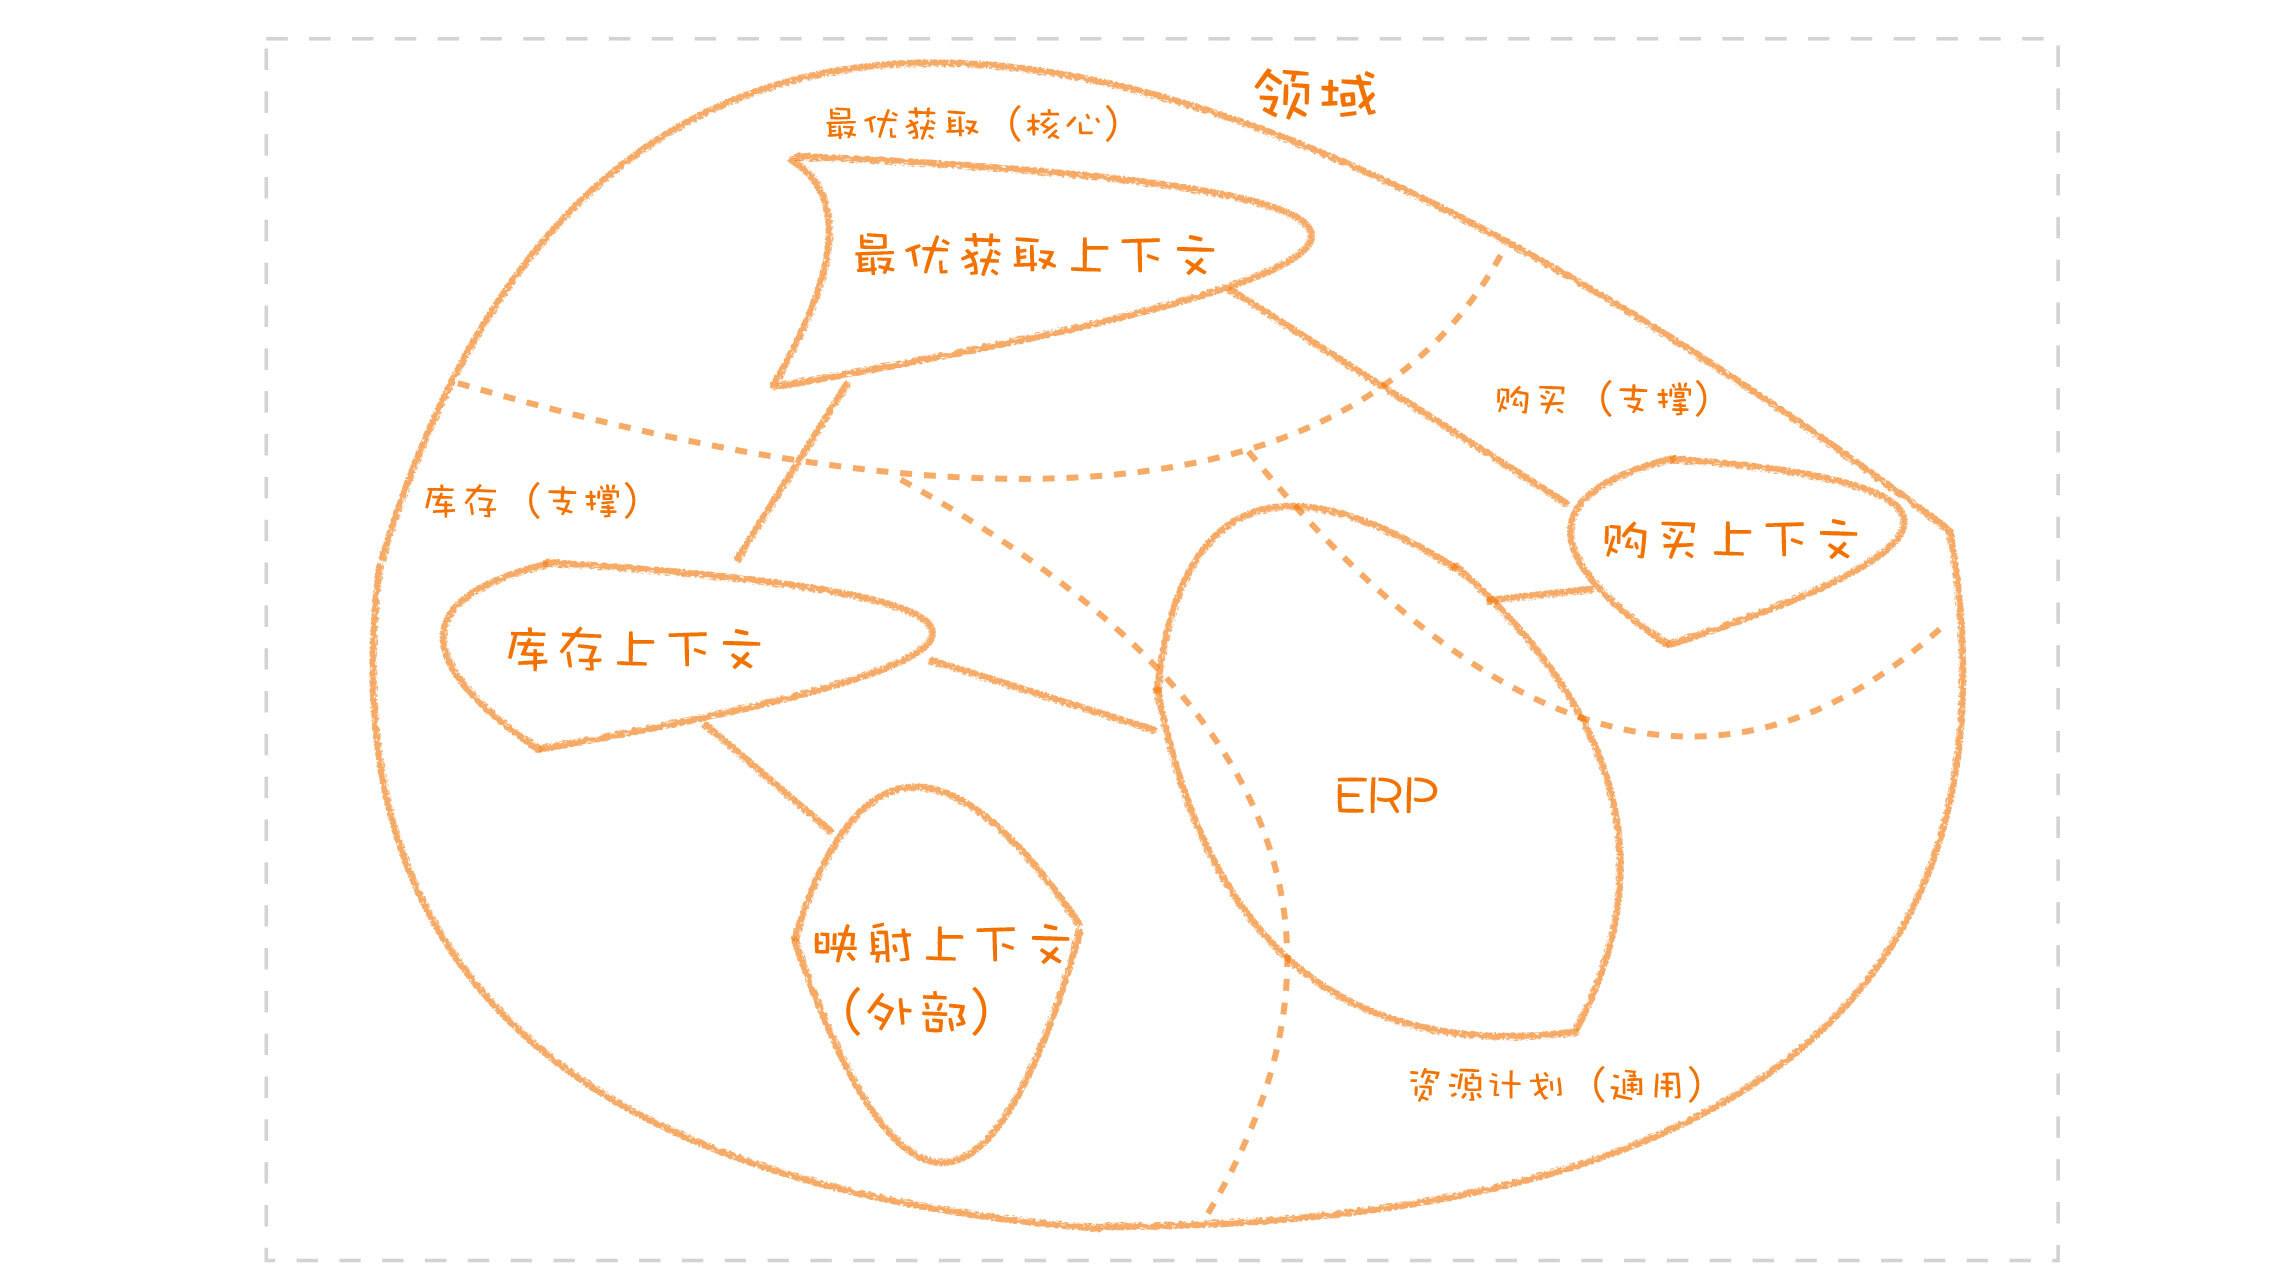 领域
最优获取（核心）
最优获取上下文
购买（支撑）
库存（支撑）
购买上下文
库存上下文
ERP
映射上下文
（外部）
资源计划（通用）